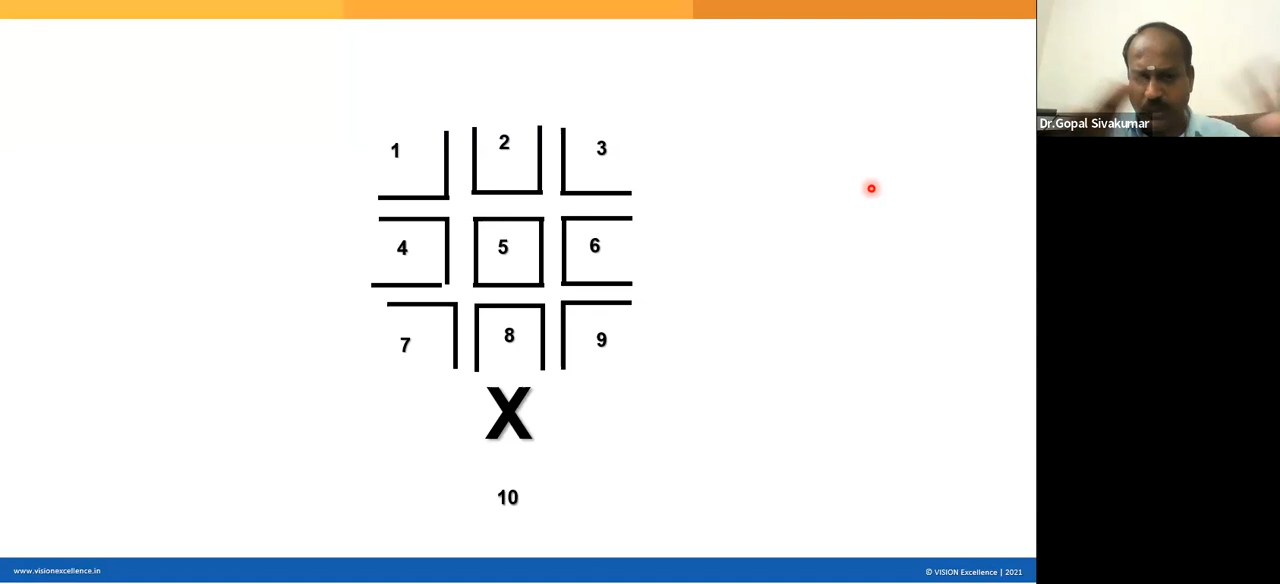 1 2 3
4 5 6
7 8 9
X
10
Dr.Gopal Sivakumar
www.visionexcellence.in
© VISION Excellence | 2021